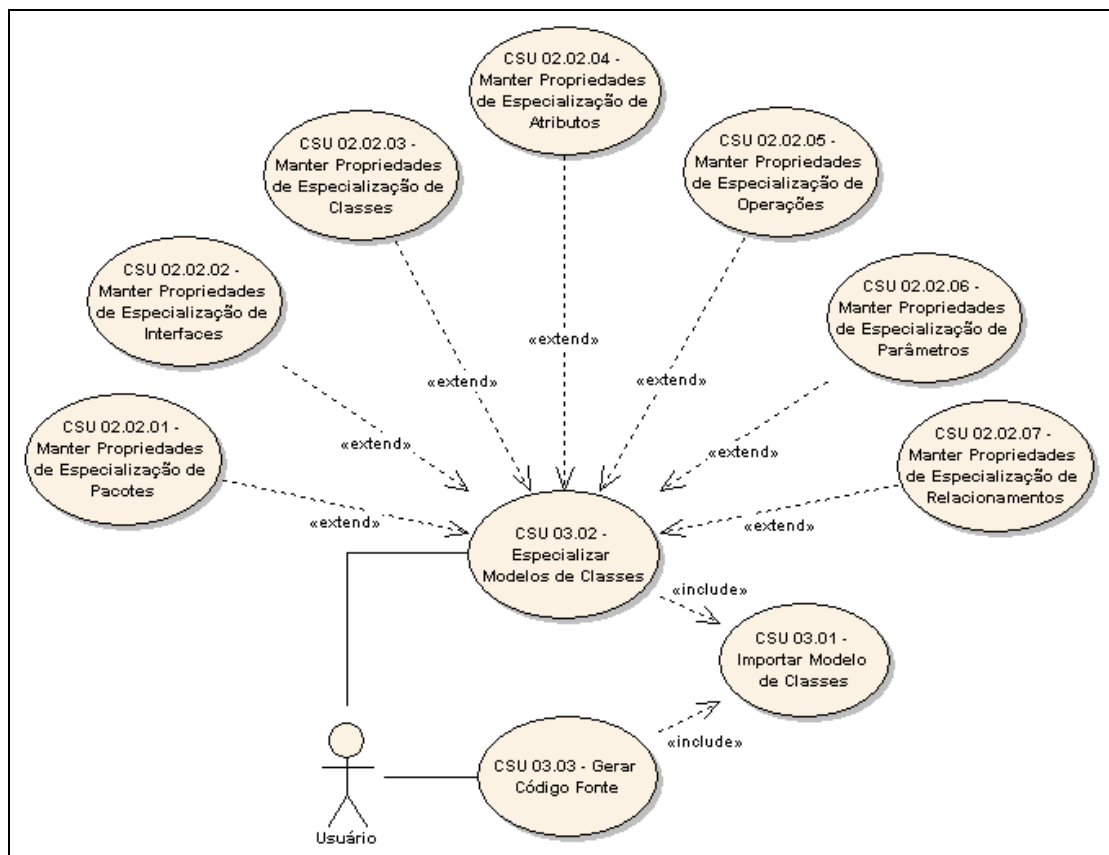 CSU 02.02.04 -
Manter Propriedades
de Especialização de
Atributos
CSU 02.02.03 -
Manter Propriedades
de Especialização de
Classes
CSU 02.02.05 -
Manter Propriedades
de Especialização de
Operações
CSU 02.02.02 -
Manter Propriedades
de Especialização de
Interfaces
CSU 02.02.06 -
Manter Propriedades
de Especialização de
Parâmetros
CSU 02.02.01 -
Manter Propriedades
de Especialização de
Pacotes
CSU 02.02.07 -
Manter Propriedades
de Especialização de
Relacionamentos
«extend»
«extend»
«extend»
«extend»
«extend»
«extend»
«extend»
CSU 03.02 -
Especializar
Modelos de Classes
«include»
CSU 03.01 -
Importar Modelo
de Classes
«include»
CSU 03.03 - Gerar
Código Fonte
Usuário